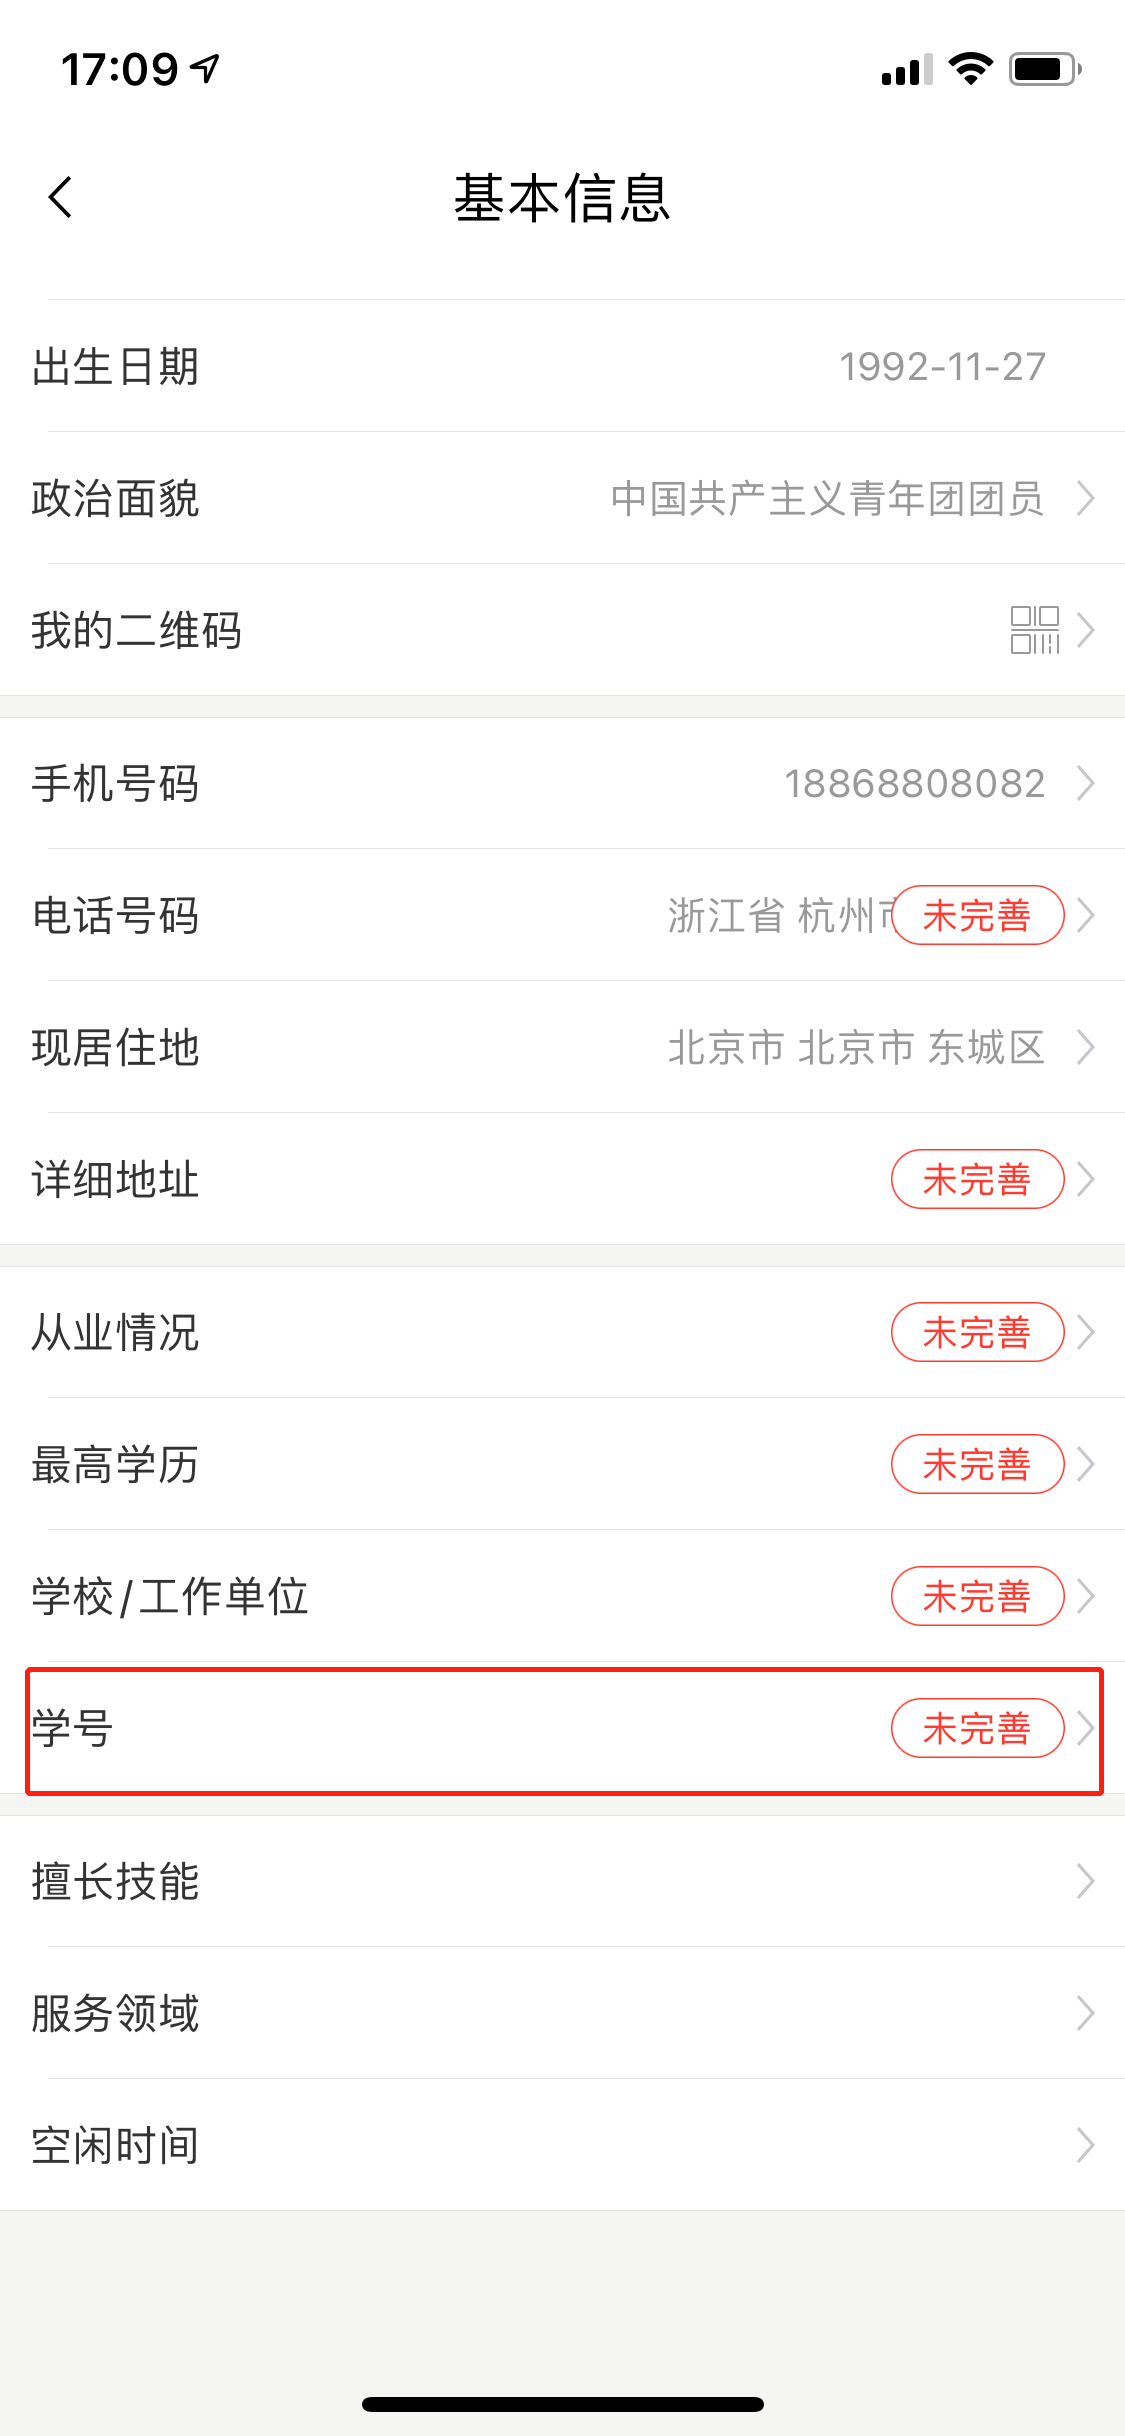 17:09
基本信息
出生日期 1992-11-27
政治面貌 中国共产主义青年团团员
我的二维码
手机号码 18868808082
电话号码 浙江省 杭州 未完善
现居住地 北京市 北京市 东城区
详细地址 未完善
从业情况 未完善
最高学历 未完善
学校/工作单位 未完善
学号 未完善
擅长技能
服务领域
空闲时间